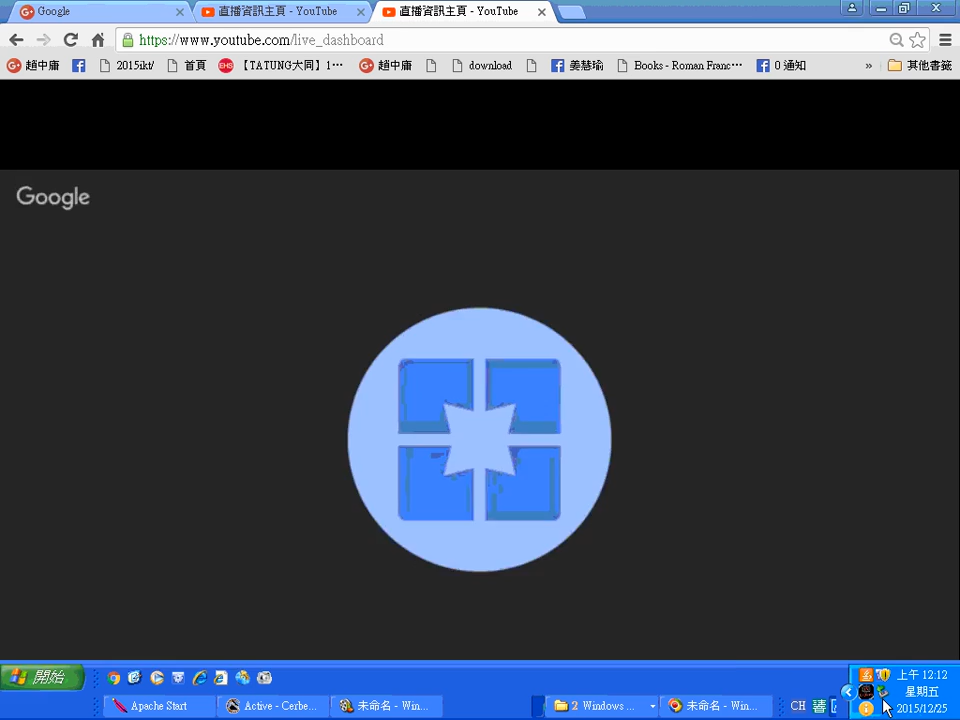 Google
直播資訊主頁 - YouTube
直播資訊主頁 - YouTube
https://www.youtube.com/live_dashboard
趙中庸
2015ikt/
首頁
EHS
【TATUNG大同】1…
趙中庸
download
姜慧瑜
Books - Roman Franc…
0 通知
»
其他書籤
Google
開始
上午 12:12
星期五
2015/12/25
Apache Start
Active - Cerbe...
未命名 - Win...
2 Windows ...
未命名 - Win...
CH